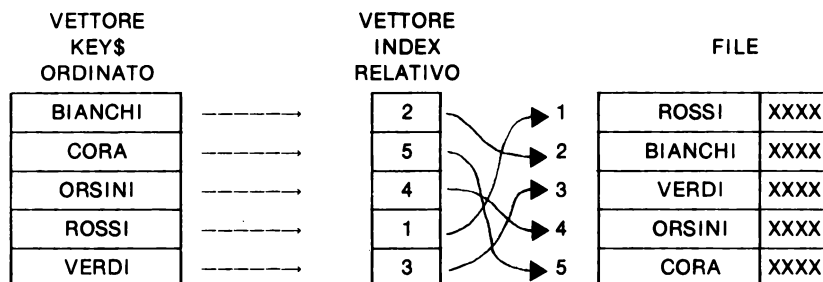 VETTORE
KEY$
ORDINATO
VETTORE
INDEX
RELATIVO
FILE
BIANCHI 2 1 ROSSI XXXX
CORA 5 2 BIANCHI XXXX
ORSINI 4 3 VERDI XXXX
ROSSI 1 4 ORSINI XXXX
VERDI 3 5 CORA XXXX